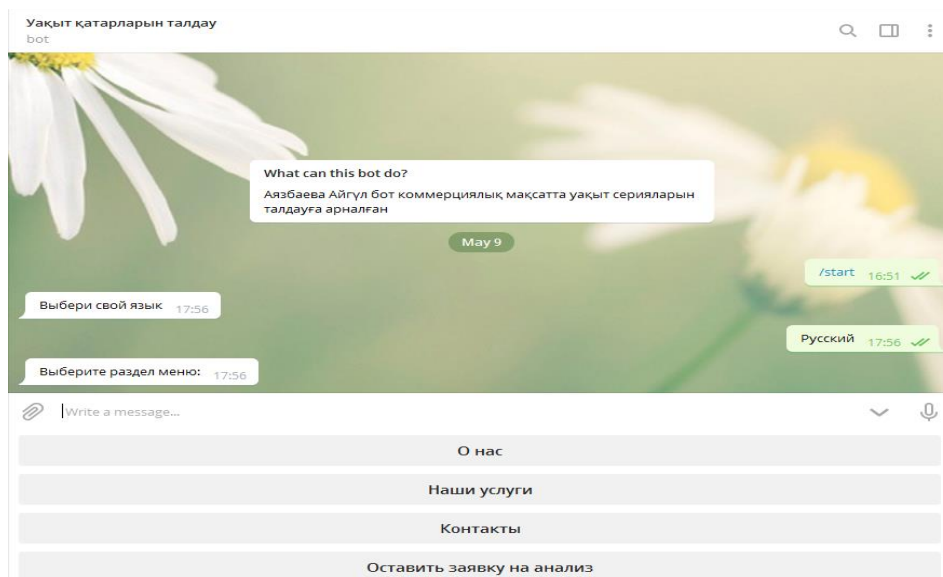 Уақыт қатарларын талдау
bot
What can this bot do?
Аязбаева Айгүл бот коммерциялық мақсатта уақыт серияларын
талдауға арналған
May 9
/start 16:51
Выбери свой язык 17:56
Русский 17:56
Выберите раздел меню: 17:56
Write a message...
О нас
Наши услуги
Контакты
Оставить заявку на анализ